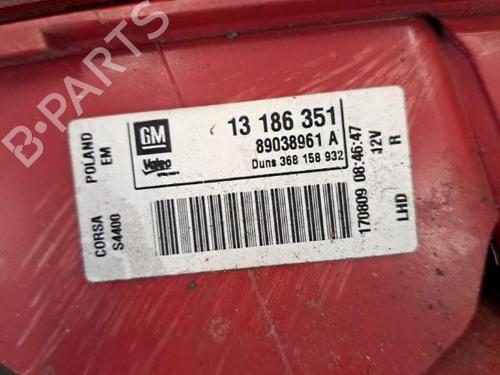 B-PARTS
GM
13 186 351
Valeo
89038961 A
Duns 368 158 932
POLAND
EM
CORSA
S4400
170809 08:46:47
12V
R
LHD